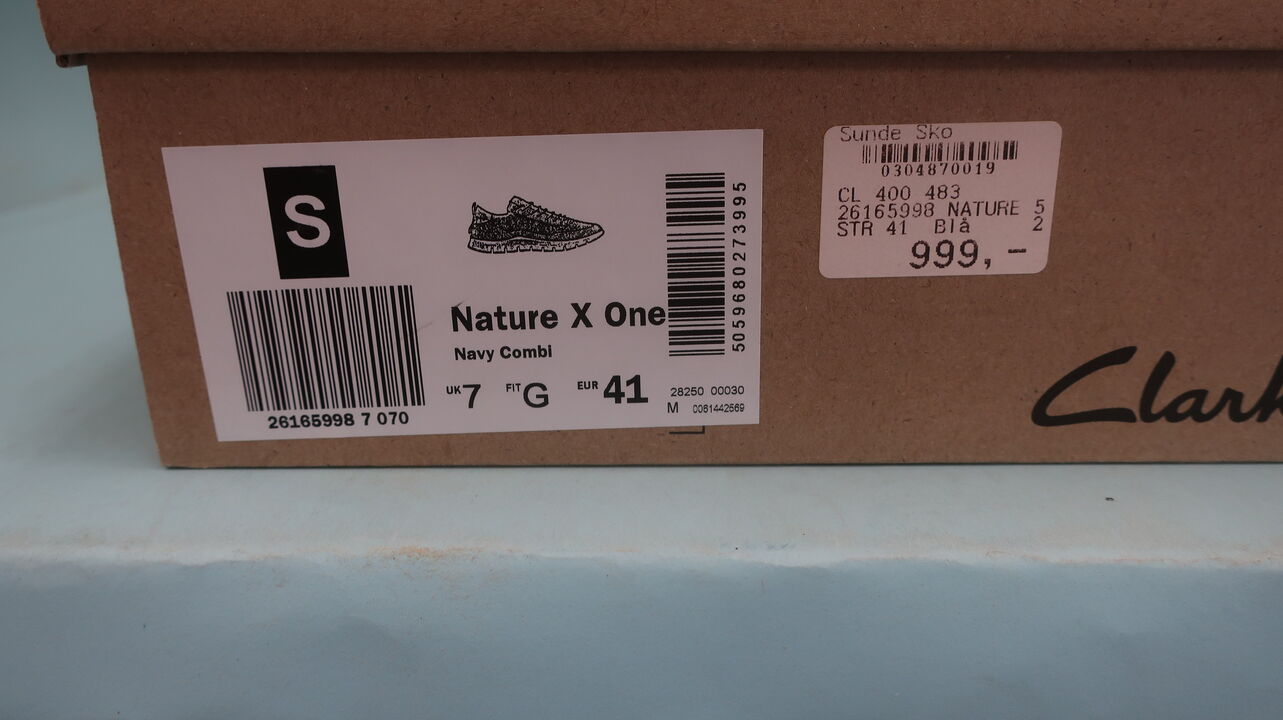 S
26165998 7 070
Nature X One
Navy Combi
UK 7 FIT G EUR 41
5059680273995
28250 00030
M 0061442569
Sunde Sko
0304870019
CL 400 483
26165998 NATURE 5
STR 41 Blå 2
999,-
Clark